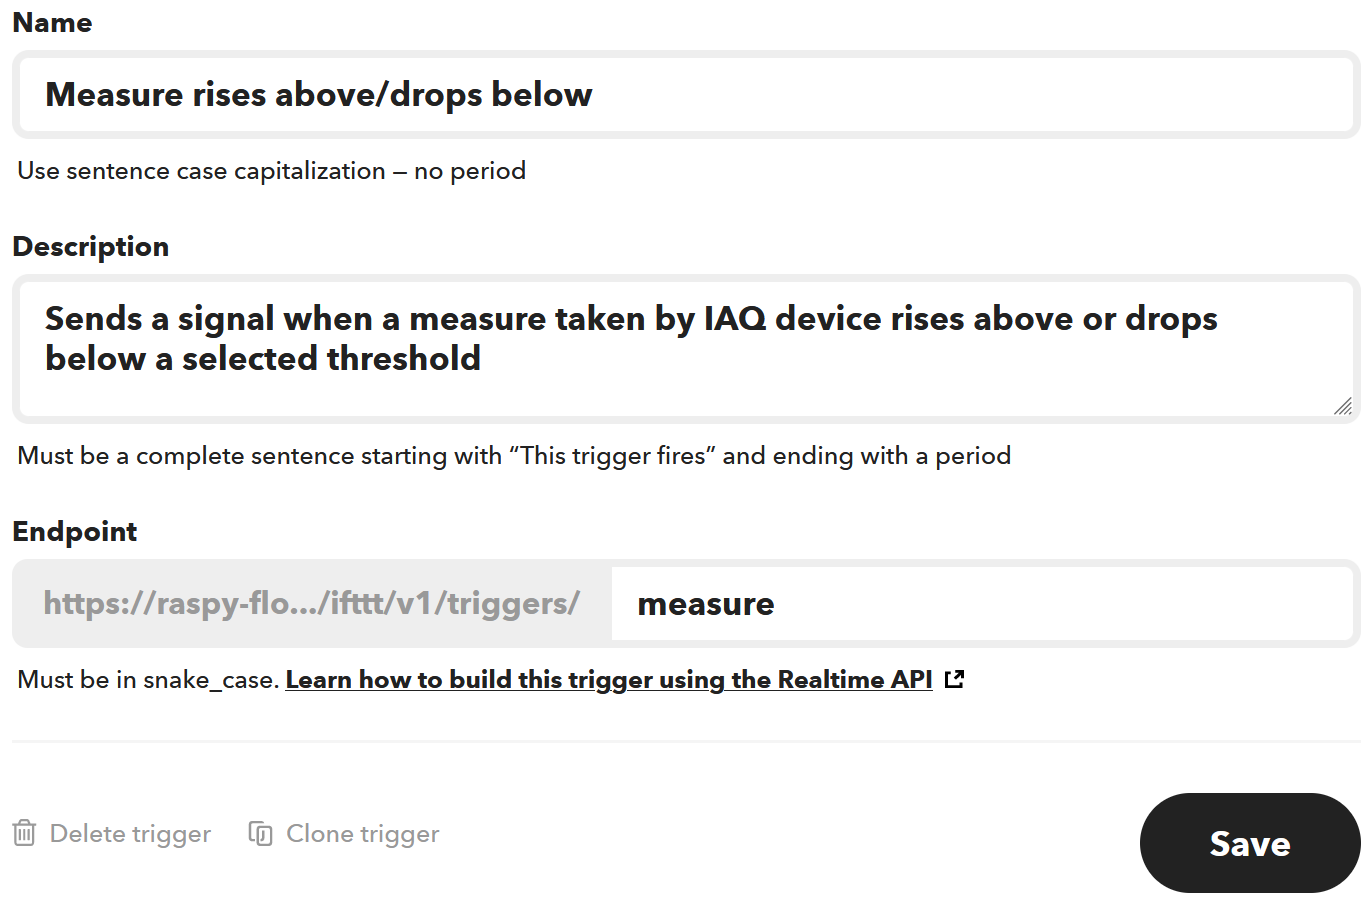 Name
Measure rises above/drops below
Use sentence case capitalization – no period
Description
Sends a signal when a measure taken by IAQ device rises above or drops
below a selected threshold
Must be a complete sentence starting with “This trigger fires” and ending with a period
Endpoint
https://raspy-flo.../ifttt/v1/triggers/ measure
Must be in snake_case. Learn how to build this trigger using the Realtime API
Delete trigger Clone trigger Save